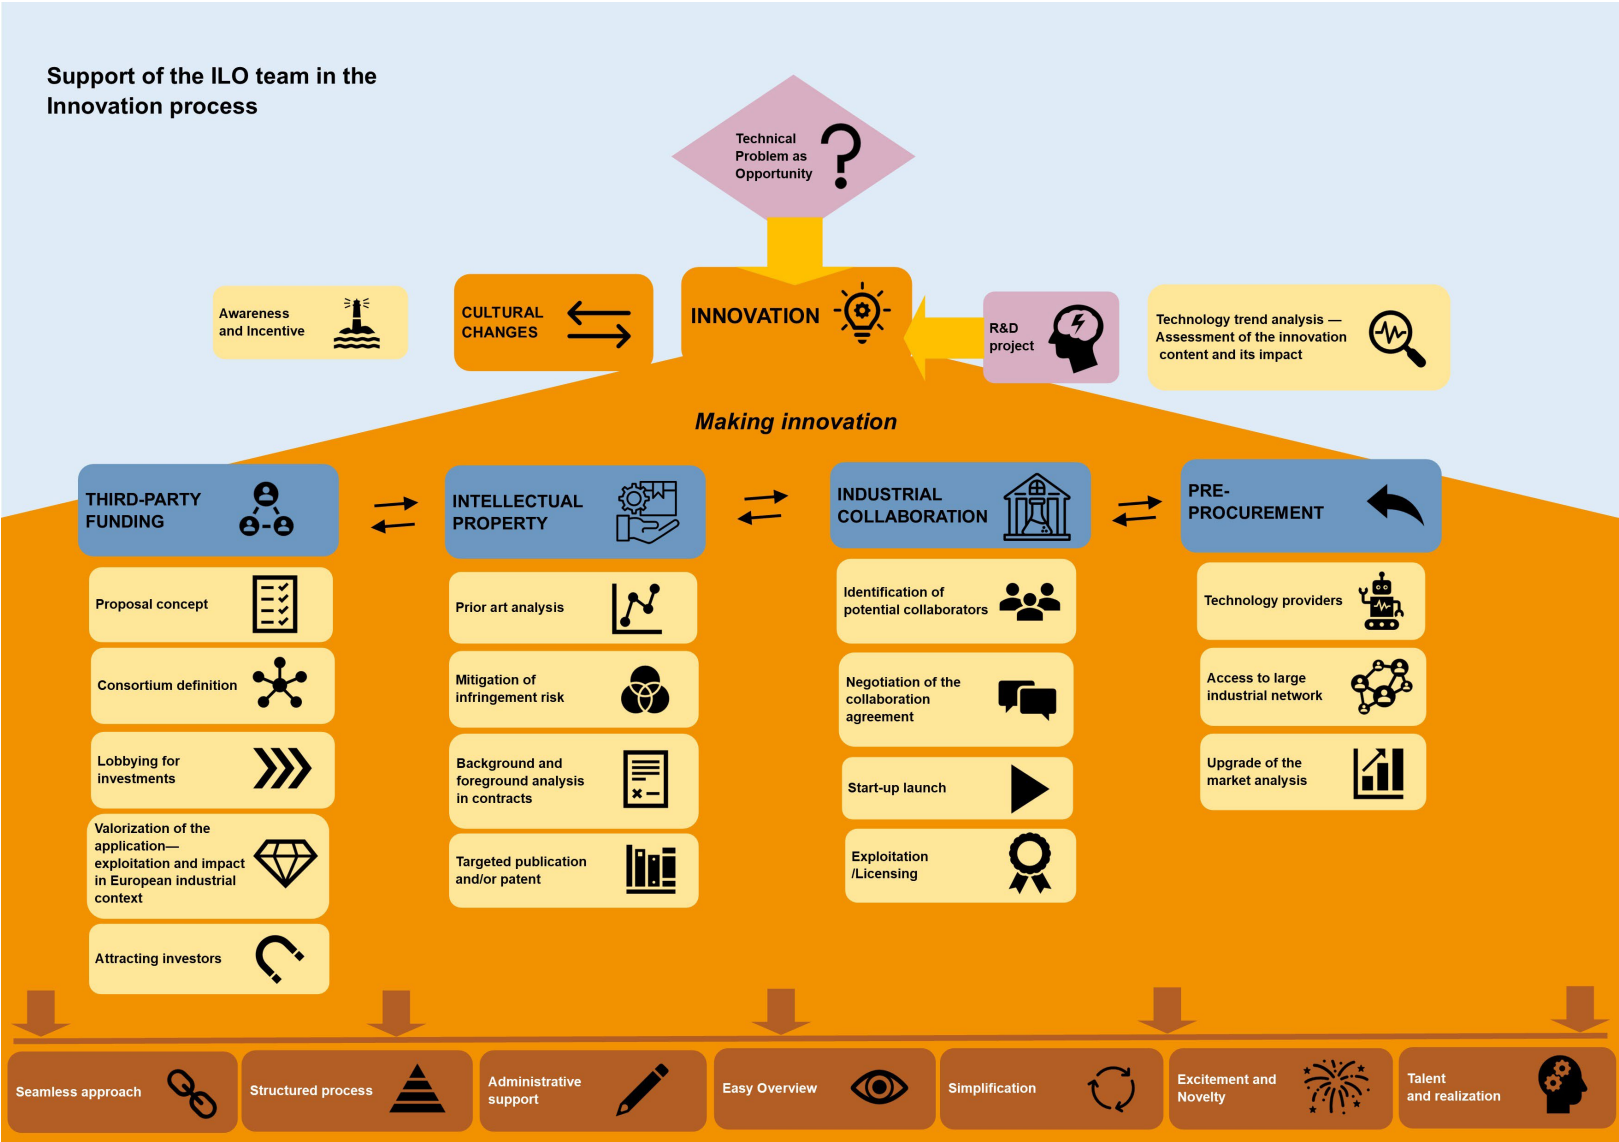 Support of the ILO team in the
Innovation process
Technical
Problem as
Opportunity
Awareness
and Incentive
CULTURAL
CHANGES
INNOVATION
R&D
project
Technology trend analysis —
Assessment of the innovation
content and its impact
Making innovation
THIRD-PARTY
FUNDING
INTELLECTUAL
PROPERTY
INDUSTRIAL
COLLABORATION
PRE-
PROCUREMENT
Proposal concept
Consortium definition
Lobbying for
investments
Valorization of the
application—
exploitation and impact
in European industrial
context
Attracting investors
Prior art analysis
Mitigation of
infringement risk
Background and
foreground analysis
in contracts
Targeted publication
and/or patent
Identification of
potential collaborators
Negotiation of the
collaboration
agreement
Start-up launch
Exploitation
/Licensing
Technology providers
Access to large
industrial network
Upgrade of the
market analysis
Seamless approach
Structured process
Administrative
support
Easy Overview
Simplification
Excitement and
Novelty
Talent
and realization